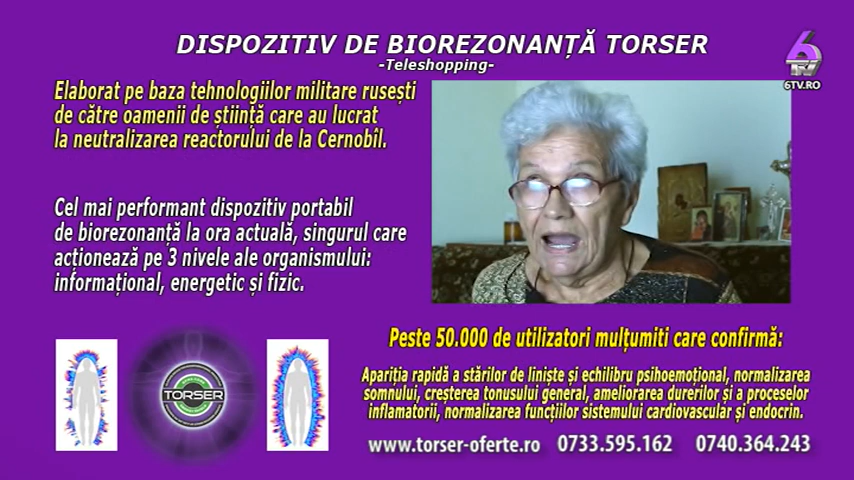 DISPOZITIV DE BIOREZONANȚĂ TORSER
-Teleshopping-
6
TV
6TV.RO
Elaborat pe baza tehnologiilor militare rusești
de către oamenii de știință care au lucrat
la neutralizarea reactorului de la Cernobîl.
Cel mai performant dispozitiv portabil
de biorezonanță la ora actuală, singurul care
acționează pe 3 nivele ale organismului:
informațional, energetic și fizic.
Peste 50.000 de utilizatori mulțumiti care confirmă:
Apariția rapidă a stărilor de liniște și echilibru psihoemoțional, normalizarea
somnului, creșterea tonusului general, ameliorarea durerilor și a proceselor
inflamatorii, normalizarea funcțiilor sistemului cardiovascular și endocrin.
TORSER
www.torser-oferte.ro 0733.595.162 0740.364.243